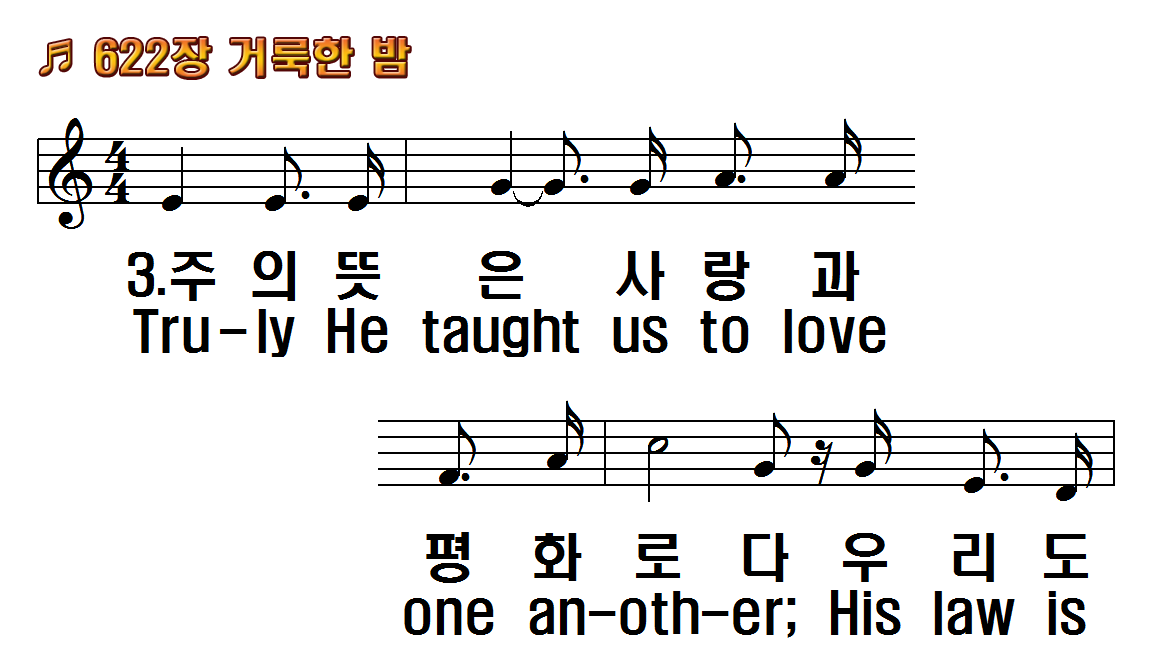 ♬ 622장 거룩한 밤
3.주 의 뜻 은 사 랑 과
Tru-ly He taught us to love
평 화 로 다 우 리 도
one an-oth-er; His law is